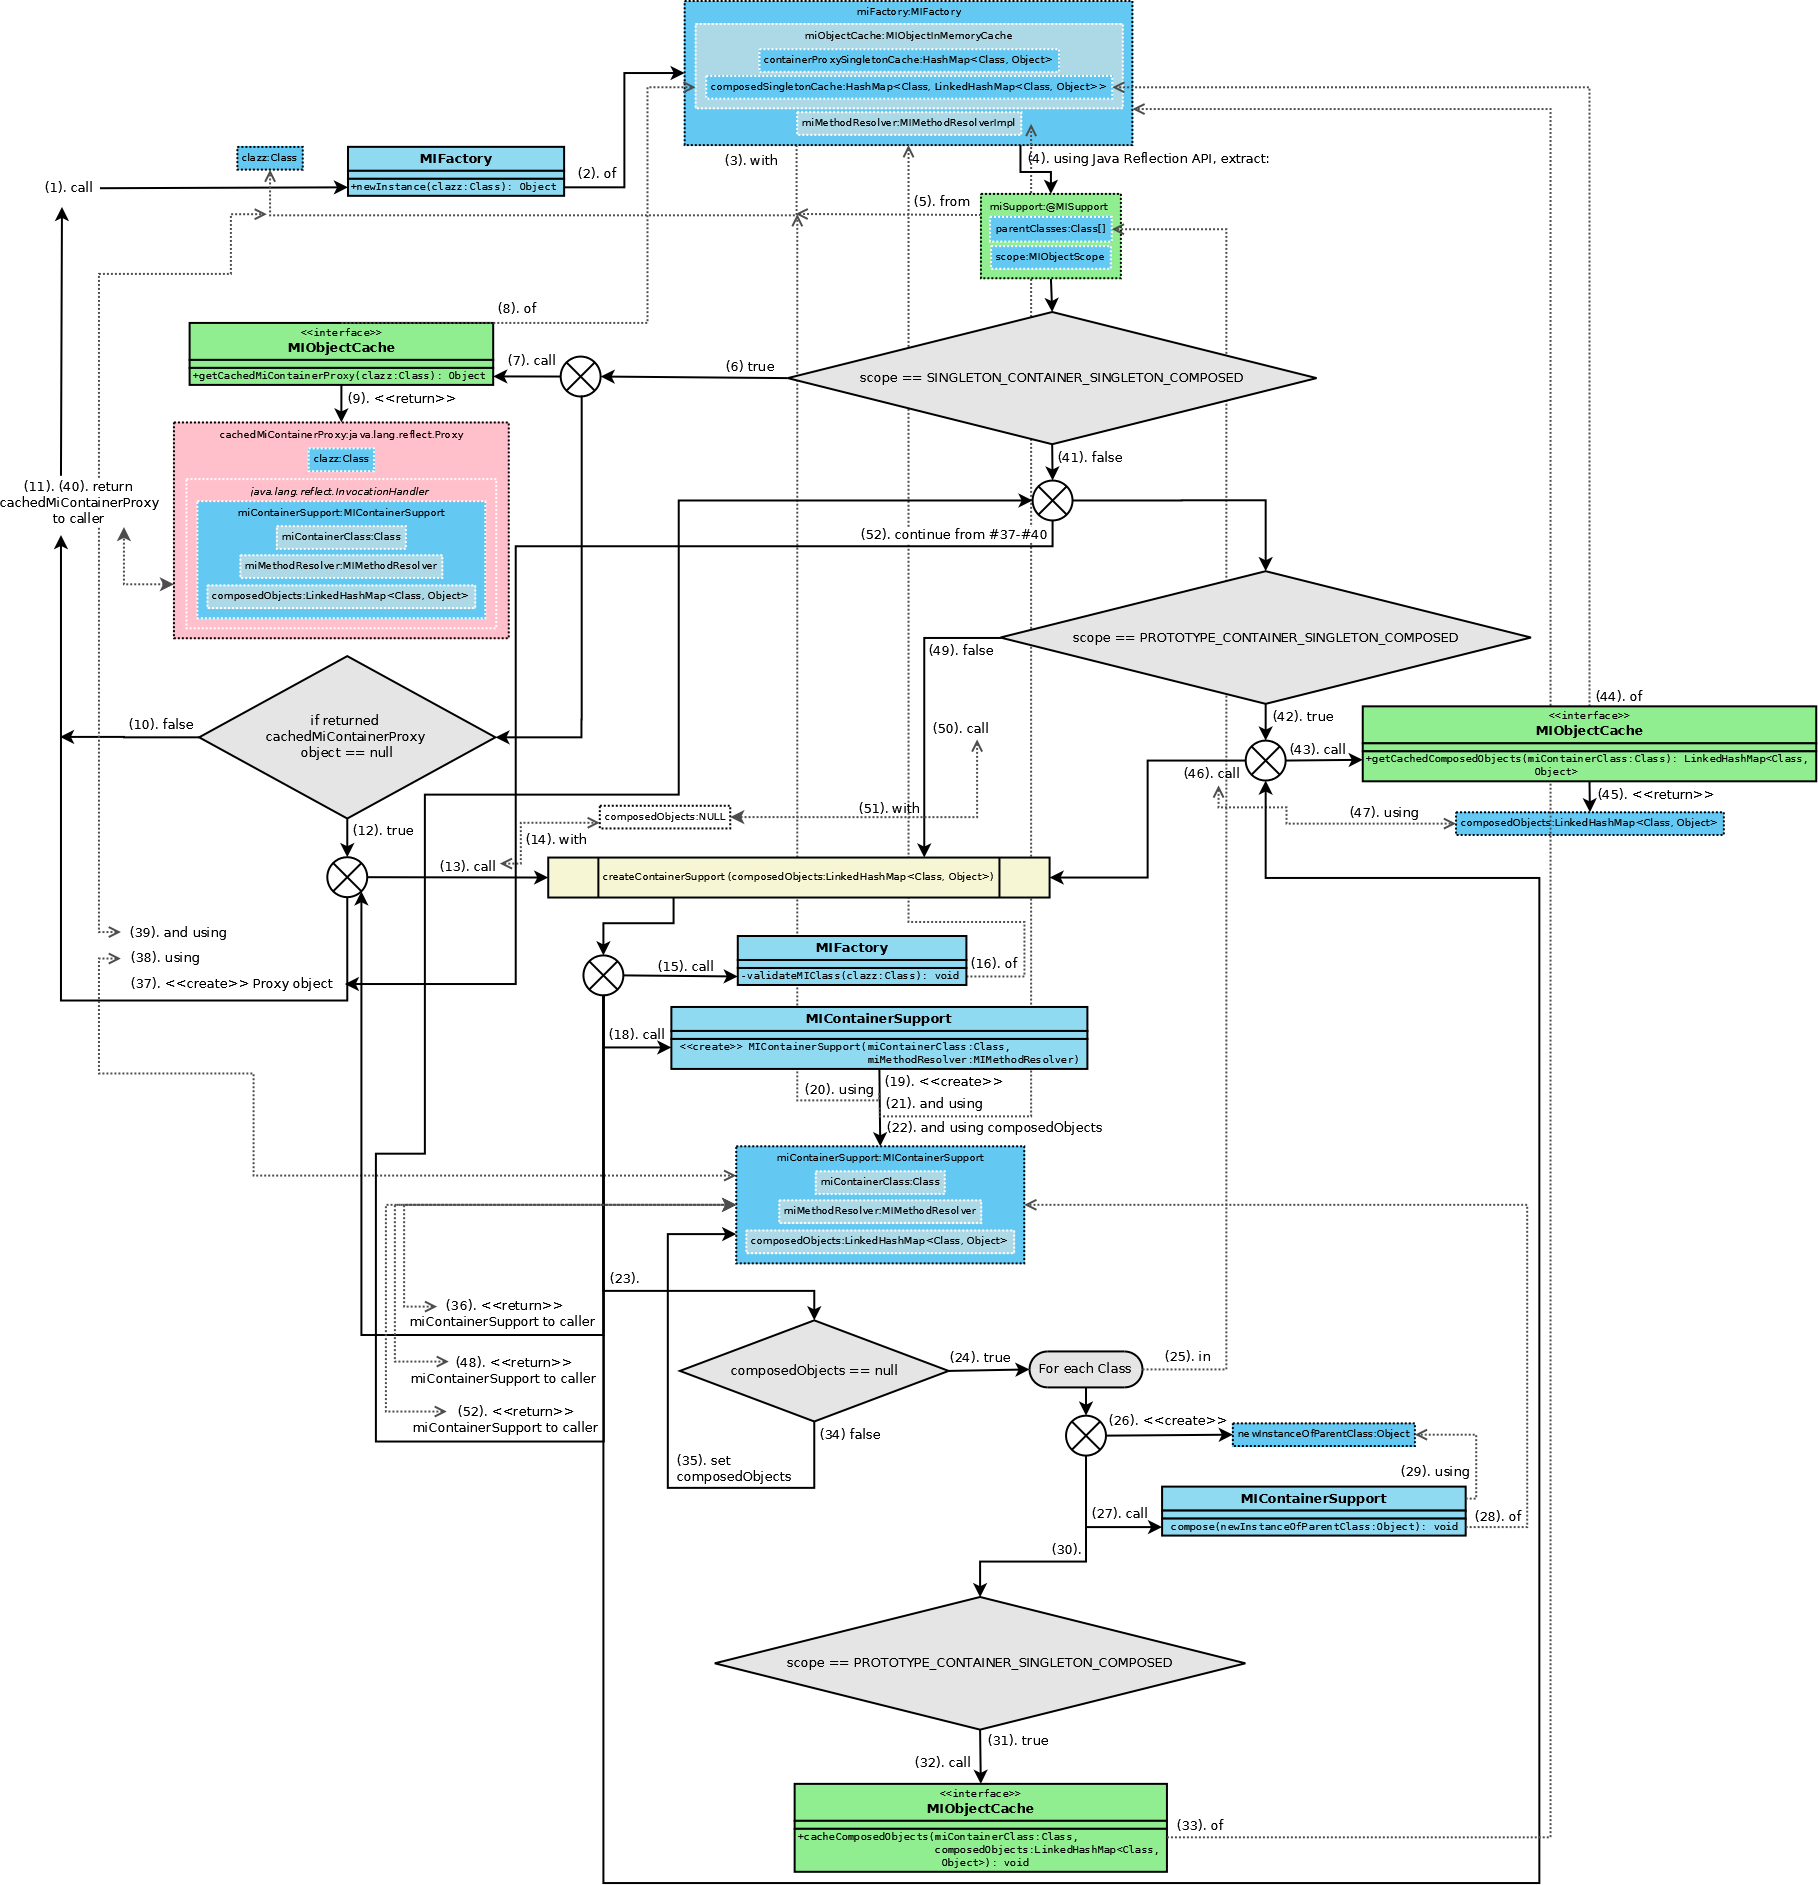 miFactory:MIFactory
miObjectCache:MIObjectInMemoryCache
containerProxySingletonCache:HashMap<Class, Object>
composedSingletonCache:HashMap<Class, LinkedHashMap<Class, Object>>
miMethodResolver:MIMethodResolverImpl
clazz:Class
MIFactory
+newInstance(clazz:Class): Object
(1). call
(2). of
(3). with
(4). using Java Reflection API, extract:
(5). from
miSupport:@MISupport
parentClasses:Class[]
scope:MIObjectScope
(8). of
<<interface>>
MIObjectCache
+getCachedMiContainerProxy(clazz:Class): Object
(7). call
(6) true
scope == SINGLETON_CONTAINER_SINGLETON_COMPOSED
(9). <<return>>
cachedMiContainerProxy:java.lang.reflect.Proxy
clazz:Class
java.lang.reflect.InvocationHandler
miContainerSupport:MIContainerSupport
miContainerClass:Class
miMethodResolver:MIMethodResolver
composedObjects:LinkedHashMap<Class, Object>
(11). (40). return
cachedMiContainerProxy
to caller
(41). false
(52). continue from #37-#40
scope == PROTOTYPE_CONTAINER_SINGLETON_COMPOSED
(49). false
(10). false
if returned
cachedMiContainerProxy
object == null
(50). call
(42). true
(44). of
<<interface>>
MIObjectCache
+getCachedComposedObjects(miContainerClass:Class): LinkedHashMap<Class,
Object>
(43). call
(46). call
(45). <<return>>
(47). using
composedObjects:LinkedHashMap<Class, Object>
(51). with
composedObjects:NULL
(12). true
(14). with
(13). call
createContainerSupport (composedObjects:LinkedHashMap<Class, Object>)
(39). and using
(38). using
(37). <<create>> Proxy object
MIFactory
-validateMIClass(clazz:Class): void
(15). call
(16). of
MIContainerSupport
<<create>> MIContainerSupport(miContainerClass:Class,
miMethodResolver:MIMethodResolver)
(18). call
(19). <<create>>
(20). using
(21). and using
(22). and using composedObjects
miContainerSupport:MIContainerSupport
miContainerClass:Class
miMethodResolver:MIMethodResolver
composedObjects:LinkedHashMap<Class, Object>
(23).
(36). <<return>>
miContainerSupport to caller
(48). <<return>>
miContainerSupport to caller
(52). <<return>>
miContainerSupport to caller
composedObjects == null
(24). true
For each Class
(25). in
(34) false
(35). set
composedObjects
(26). <<create>>
newInstanceOfParentClass:Object
(29). using
MIContainerSupport
compose(newInstanceOfParentClass:Object): void
(27). call
(28). of
(30).
scope == PROTOTYPE_CONTAINER_SINGLETON_COMPOSED
(31). true
(32). call
<<interface>>
MIObjectCache
+cacheComposedObjects(miContainerClass:Class,
composedObjects:LinkedHashMap<Class,
Object>): void
(33). of